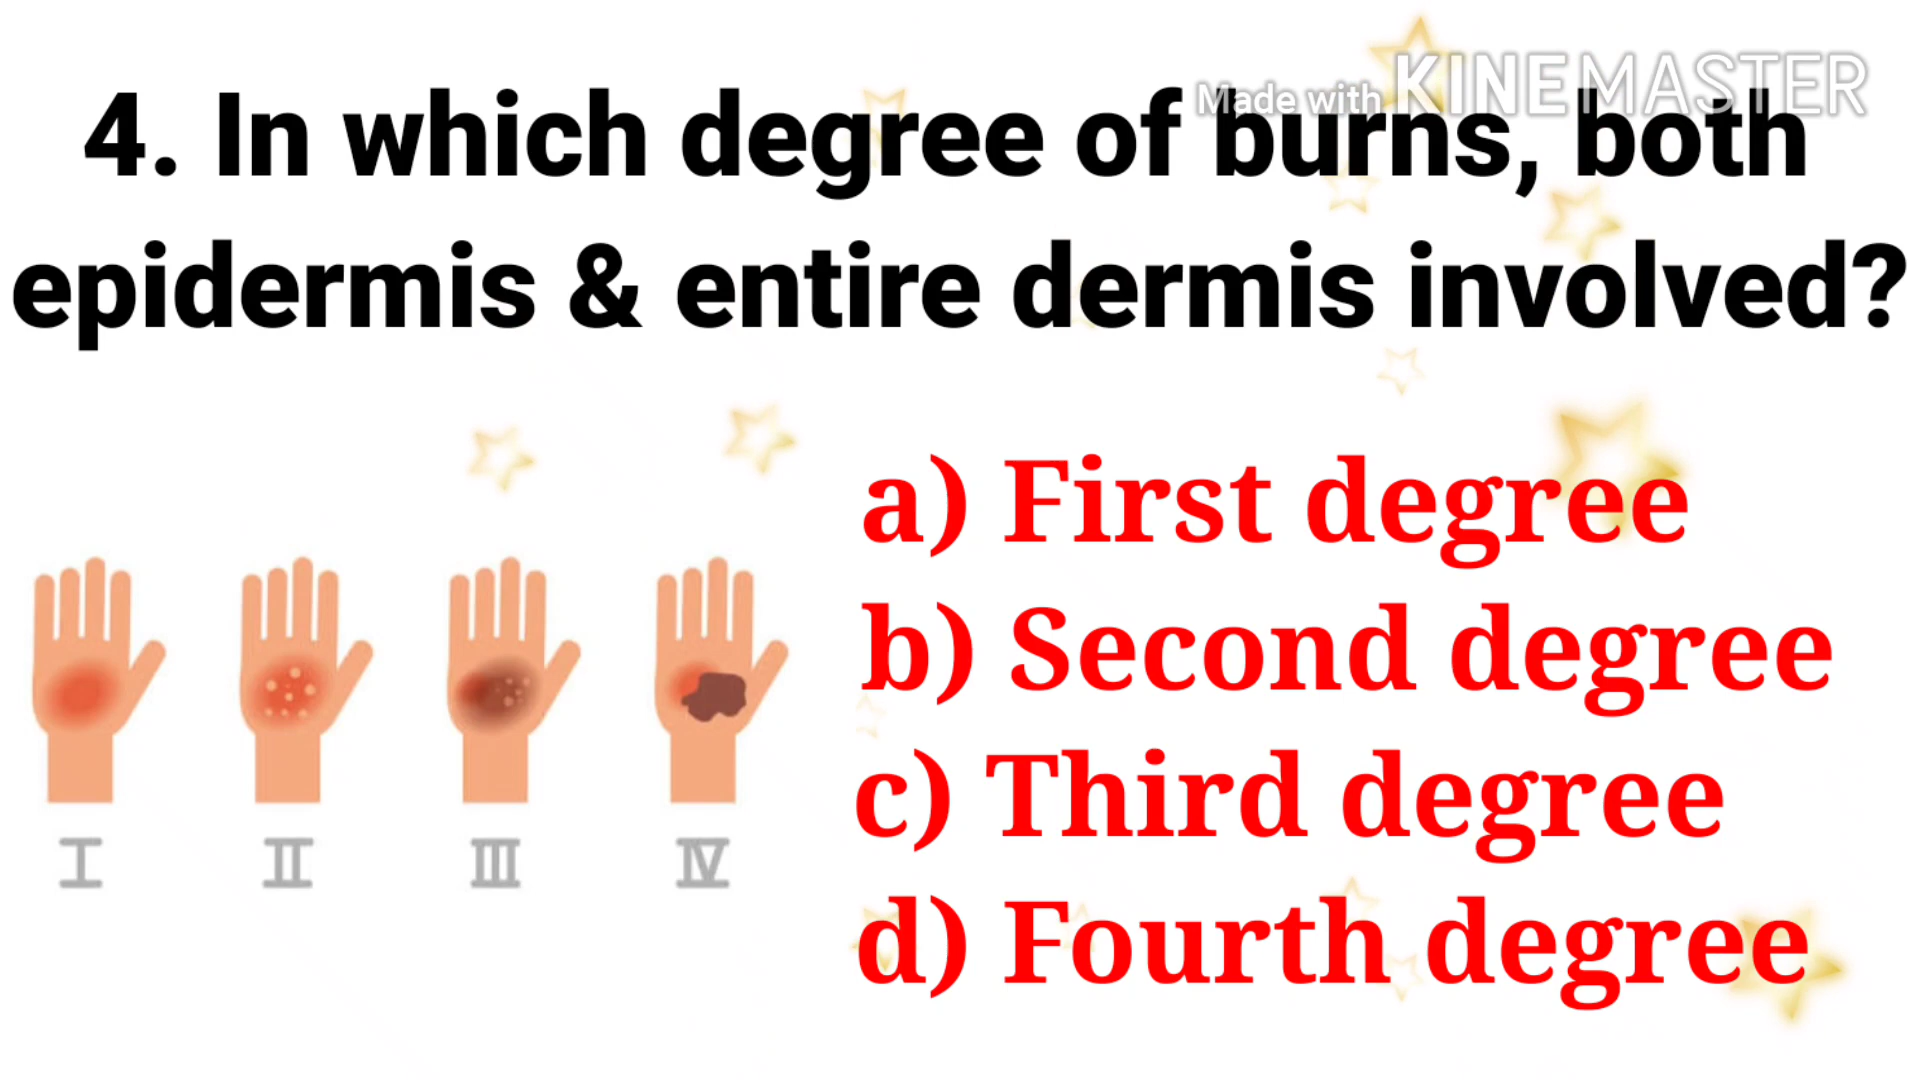 Made with KINEMASTER
4. In which degree of burns, both
epidermis & entire dermis involved?
a) First degree
b) Second degree
c) Third degree
d) Fourth degree
I II III IV